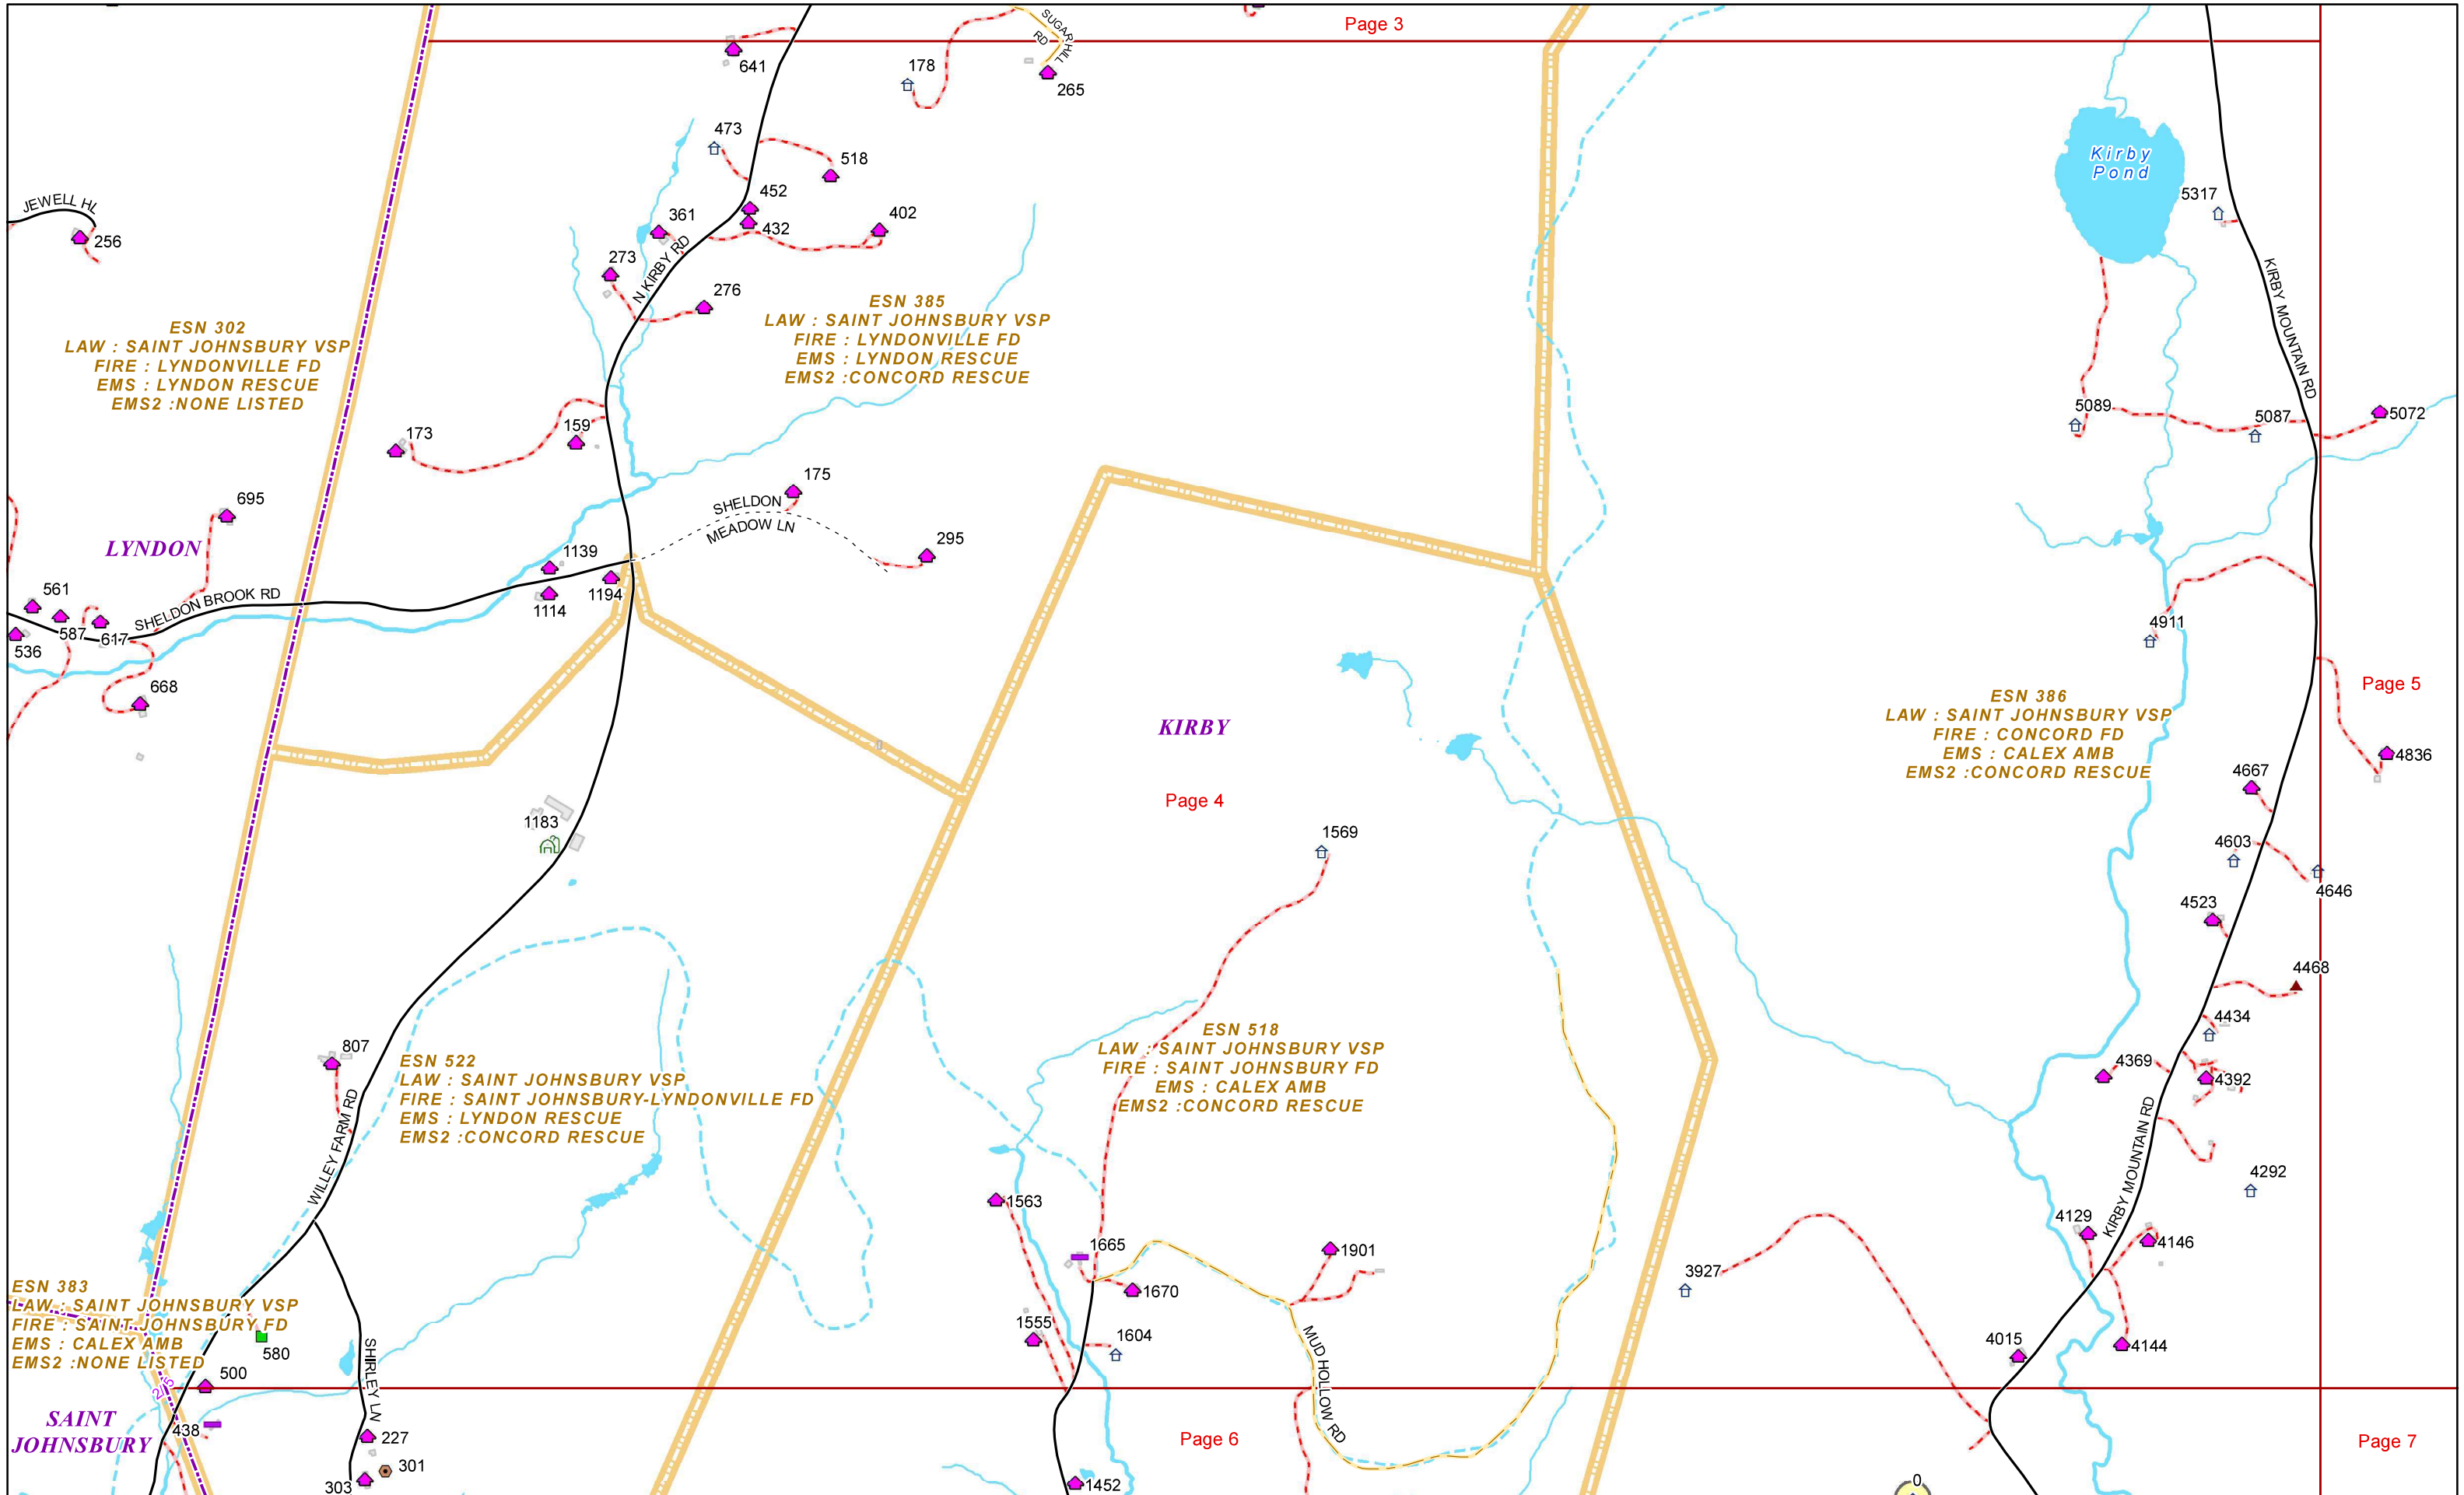 Page 3
SUGAR HILL
RD
641
178
265
473
518
452
361
432
402
JEWELL HL
256
273
N KIRBY RD
276
Kirby
Pond
5317
KIRBY MOUNTAIN RD
ESN 302
LAW : SAINT JOHNSBURY VSP
FIRE : LYNDONVILLE FD
EMS : LYNDON RESCUE
EMS2 :NONE LISTED
ESN 385
LAW : SAINT JOHNSBURY VSP
FIRE : LYNDONVILLE FD
EMS : LYNDON RESCUE
EMS2 :CONCORD RESCUE
173
159
5089
5087
5072
175
SHELDON
MEADOW LN
295
695
LYNDON
1139
1114
1194
561
587
617
536
SHELDON BROOK RD
668
4911
KIRBY
Page 4
ESN 386
LAW : SAINT JOHNSBURY VSP
FIRE : CONCORD FD
EMS : CALEX AMB
EMS2 :CONCORD RESCUE
Page 5
4836
4667
1183
1569
4603
4646
4523
4468
4434
4369
4392
807
ESN 522
LAW : SAINT JOHNSBURY VSP
FIRE : SAINT JOHNSBURY-LYNDONVILLE FD
EMS : LYNDON RESCUE
EMS2 :CONCORD RESCUE
WILLEY FARM RD
ESN 518
LAW : SAINT JOHNSBURY VSP
FIRE : SAINT JOHNSBURY FD
EMS : CALEX AMB
EMS2 :CONCORD RESCUE
KIRBY MOUNTAIN RD
4292
1563
4129
4146
1665
1901
1670
3927
ESN 383
LAW : SAINT JOHNSBURY VSP
FIRE : SAINT JOHNSBURY FD
EMS : CALEX AMB
EMS2 :NONE LISTED
580
500
SHIRLEY LN
1555
1604
MUD HOLLOW RD
4015
4144
SAINT
JOHNSBURY
438
227
301
303
Page 6
1452
Page 7
0